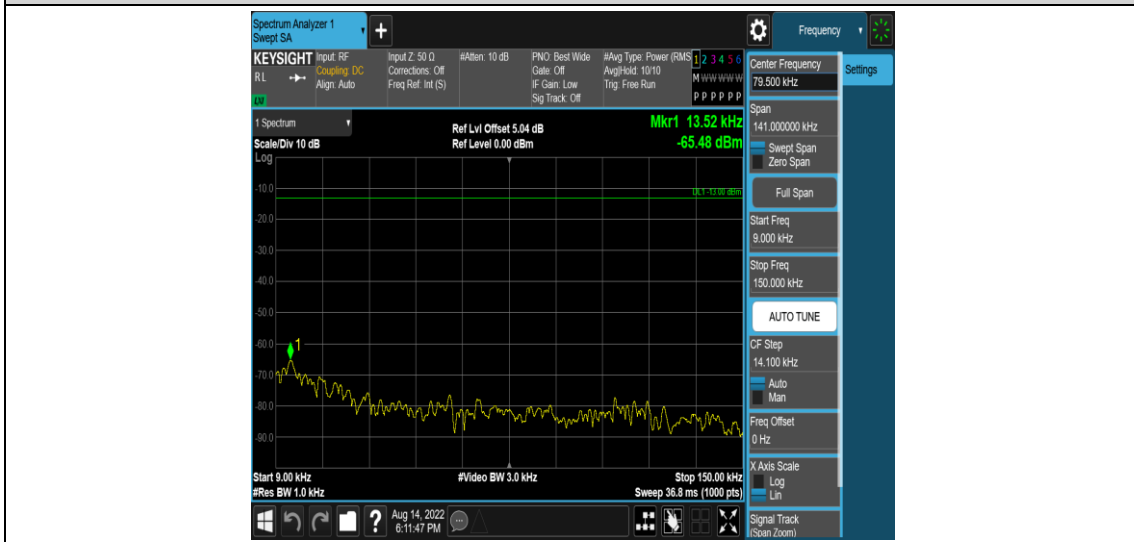 Spectrum Analyzer 1
Swept SA
Frequency
KEYSIGHT
RL
LXI
Input: RF
Coupling: DC
Align: Auto
Input Z: 50 Ω
Corrections: Off
Freq Ref: Int (S)
#Atten: 10 dB
PNO: Best Wide
Gate: Off
IF Gain: Low
Sig Track: Off
#Avg Type: Power (RMS
Avg|Hold: 10/10
Trig: Free Run
1 2 3 4 5 6
M W W W W W
P P P P P P
Settings
Center Frequency
79.500 kHz
Span
141.000000 kHz
Swept Span
Zero Span
Full Span
Start Freq
9.000 kHz
Stop Freq
150.000 kHz
AUTO TUNE
CF Step
14.100 kHz
Auto
Man
Freq Offset
0 Hz
X Axis Scale
Log
Lin
Signal Track
(Span Zoom)
1 Spectrum
Scale/Div 10 dB
Log
Ref Lvl Offset 5.04 dB
Ref Level 0.00 dBm
Mkr1 13.52 kHz
-65.48 dBm
DL1 -13.00 dBm
-10.0
-20.0
-30.0
-40.0
-50.0
-60.0
1
-70.0
-80.0
-90.0
Start 9.00 kHz
#Video BW 3.0 kHz
Stop 150.00 kHz
#Res BW 1.0 kHz
Sweep 36.8 ms (1000 pts)
?
Aug 14, 2022
6:11:47 PM